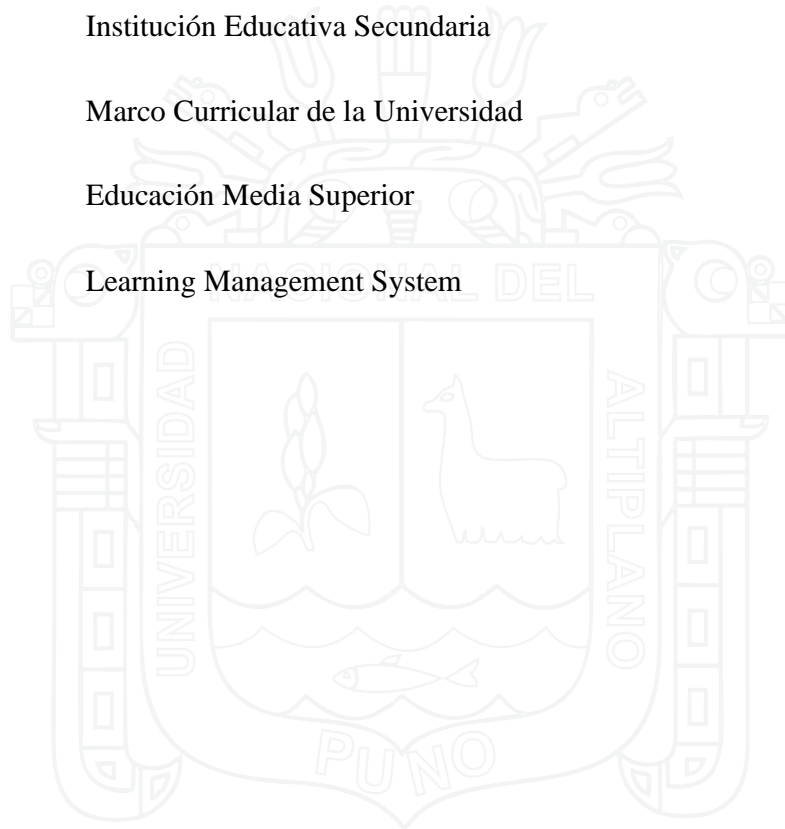 Institución Educativa Secundaria
Marco Curricular de la Universidad
Educación Media Superior
Learning Management System
NACIONAL DEL
UNIVERSIDAD
ALTIPLANO
PUNO